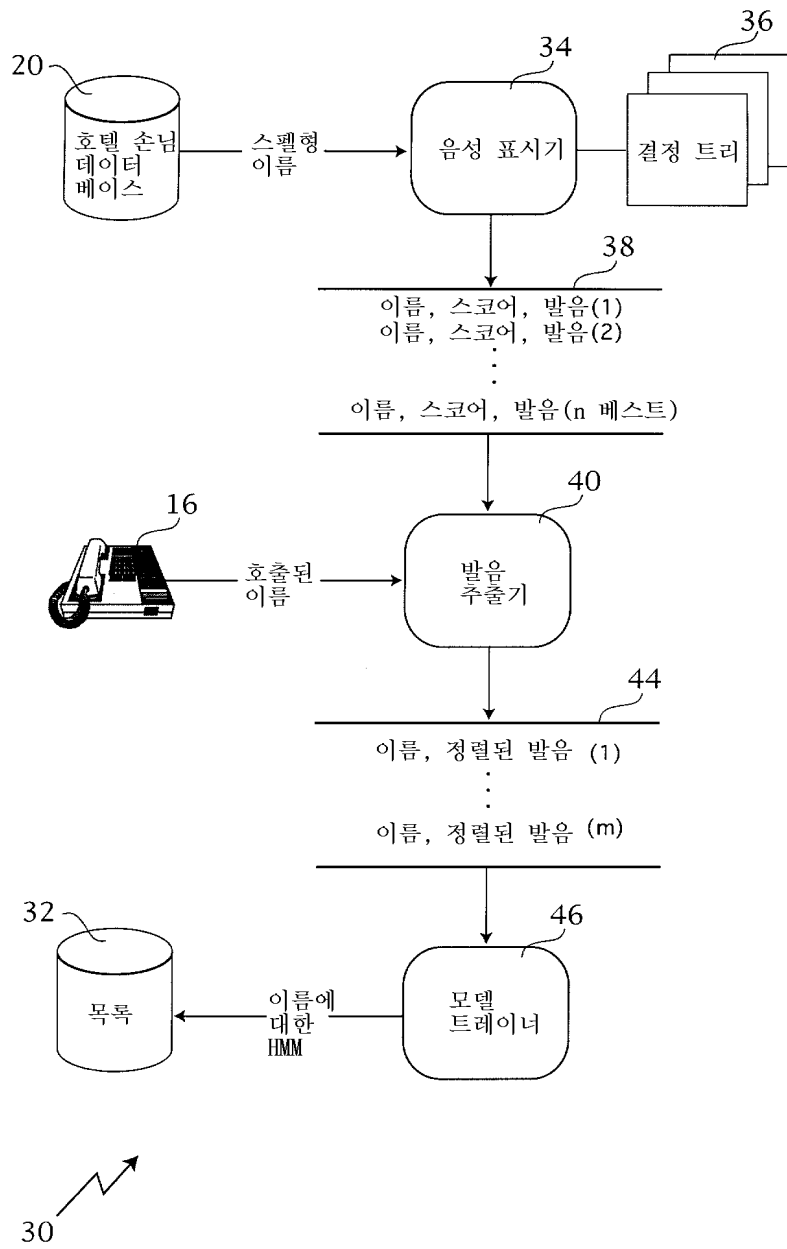 36
34
20
호텔 손님
데이터
베이스
스펠형
이름
음성 표시기
결정 트리
38
이름, 스코어, 발음(1)
이름, 스코어, 발음(2)
이름, 스코어, 발음(n 베스트)
40
16
호출된
이름
발음
추출기
44
이름, 정렬된 발음 (1)
이름, 정렬된 발음 (m)
32
46
목록
이름에
대한
HMM
모델
트레이너
30